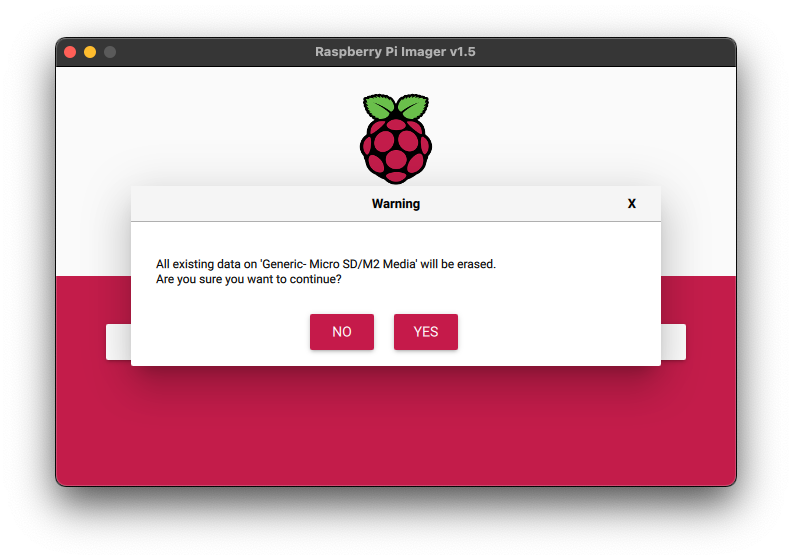 Raspberry Pi Imager v1.5
Warning
X
All existing data on 'Generic- Micro SD/M2 Media' will be erased.
Are you sure you want to continue?
NO
YES